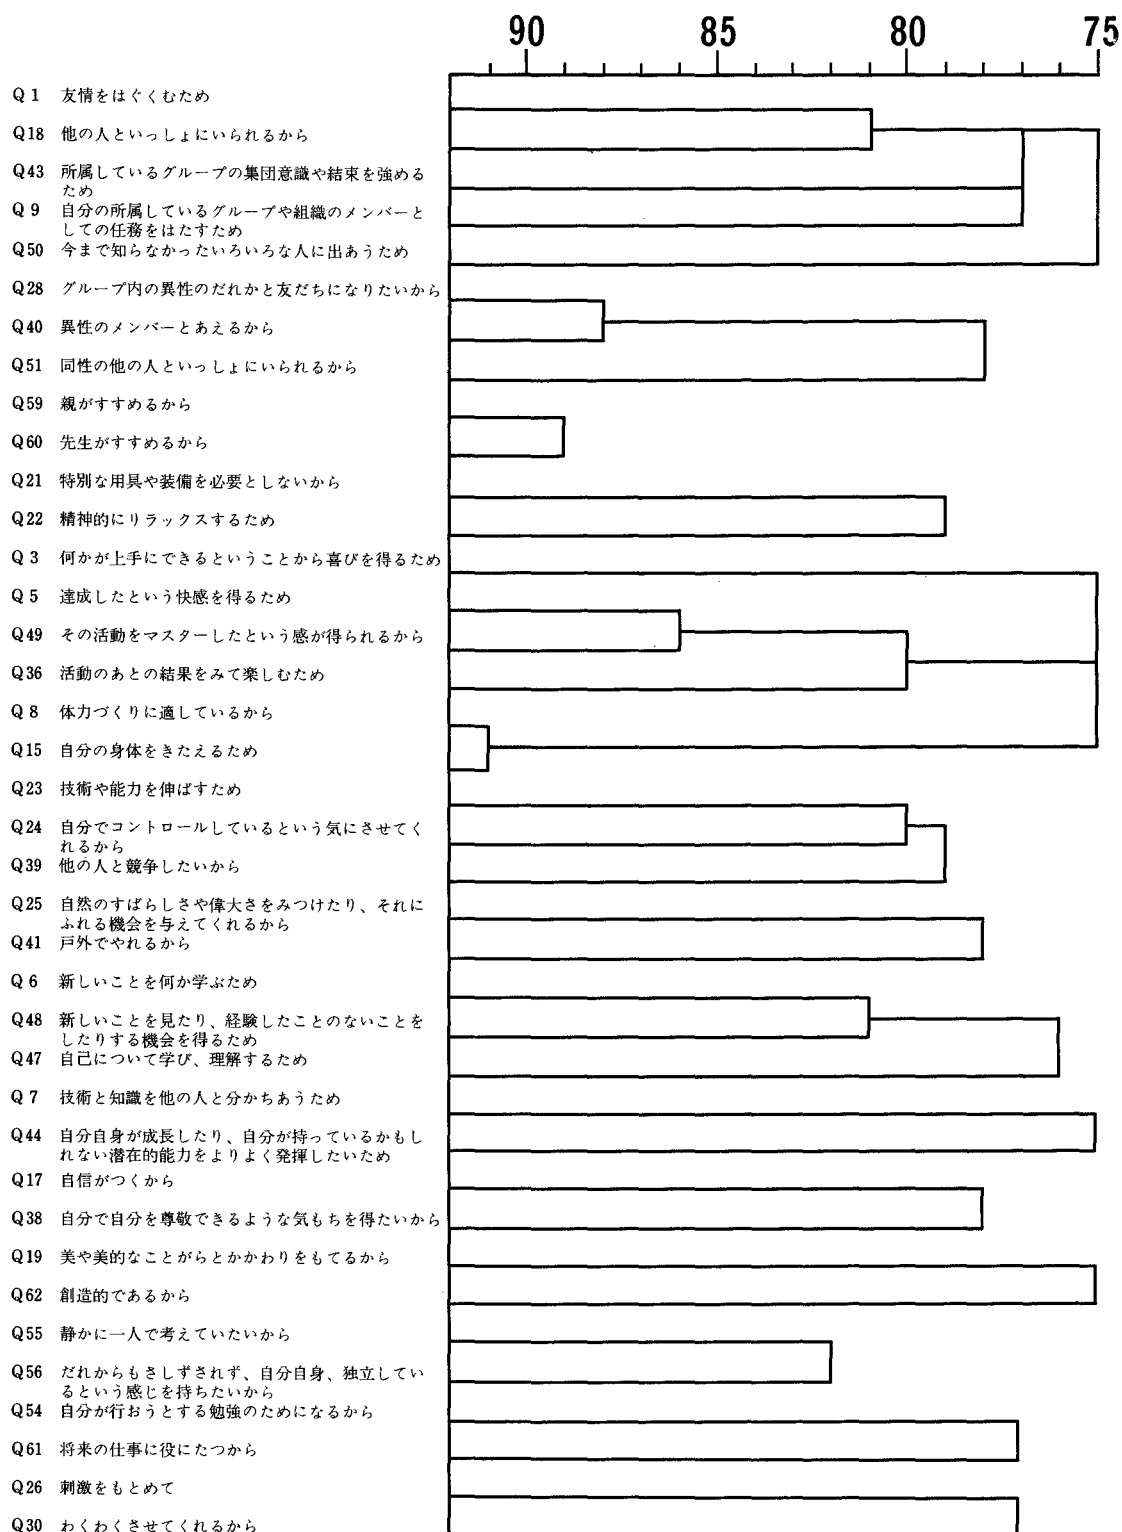 90 85 80 75
Q 1 友情をはぐくむため
Q18 他の人といっしょにいられるから
Q43 所属しているグループの集団意識や結束を強める
ため
Q 9 自分の所属しているグループや組織のメンバーと
しての任務をはたすため
Q50 今まで知らなかったいろいろな人に出あうため
Q28 グループ内の異性のだれかと友だちになりたいから
Q40 異性のメンバーとあえるから
Q51 同性の他の人といっしょにいられるから
Q59 親がすすめるから
Q60 先生がすすめるから
Q21 特別な用具や装備を必要としないから
Q22 精神的にリラックスするため
Q 3 何かが上手にできるということから喜びを得るため
Q 5 達成したという快感を得るため
Q49 その活動をマスターしたという感が得られるから
Q36 活動のあとの結果をみて楽しむため
Q 8 体力づくりに適しているから
Q15 自分の身体をきたえるため
Q23 技術や能力を伸ばすため
Q24 自分でコントロールしているという気にさせてく
れるから
Q39 他の人と競争したいから
Q25 自然のすばらしさや偉大さをみつけたり、それに
ふれる機会を与えてくれるから
Q41 戸外でやれるから
Q 6 新しいことを何か学ぶため
Q48 新しいことを見たり、経験したことのないことを
したりする機会を得るため
Q47 自己について学び、理解するため
Q 7 技術と知識を他の人と分かちあうため
Q44 自分自身が成長したり、自分が持っているかもし
れない潜在的能力をよりよく発揮したいため
Q17 自信がつくから
Q38 自分で自分を尊敬できるような気もちを得たいから
Q19 美や美的なことがらとかかわりをもてるから
Q62 創造的であるから
Q55 静かに一人で考えていたいから
Q56 だれからもさしずされず、自分自身、独立してい
るという感じを持ちたいから
Q54 自分が行おうとする勉強のためになるから
Q61 将来の仕事に役にたつから
Q26 刺激をもとめて
Q30 わくわくさせてくれるから